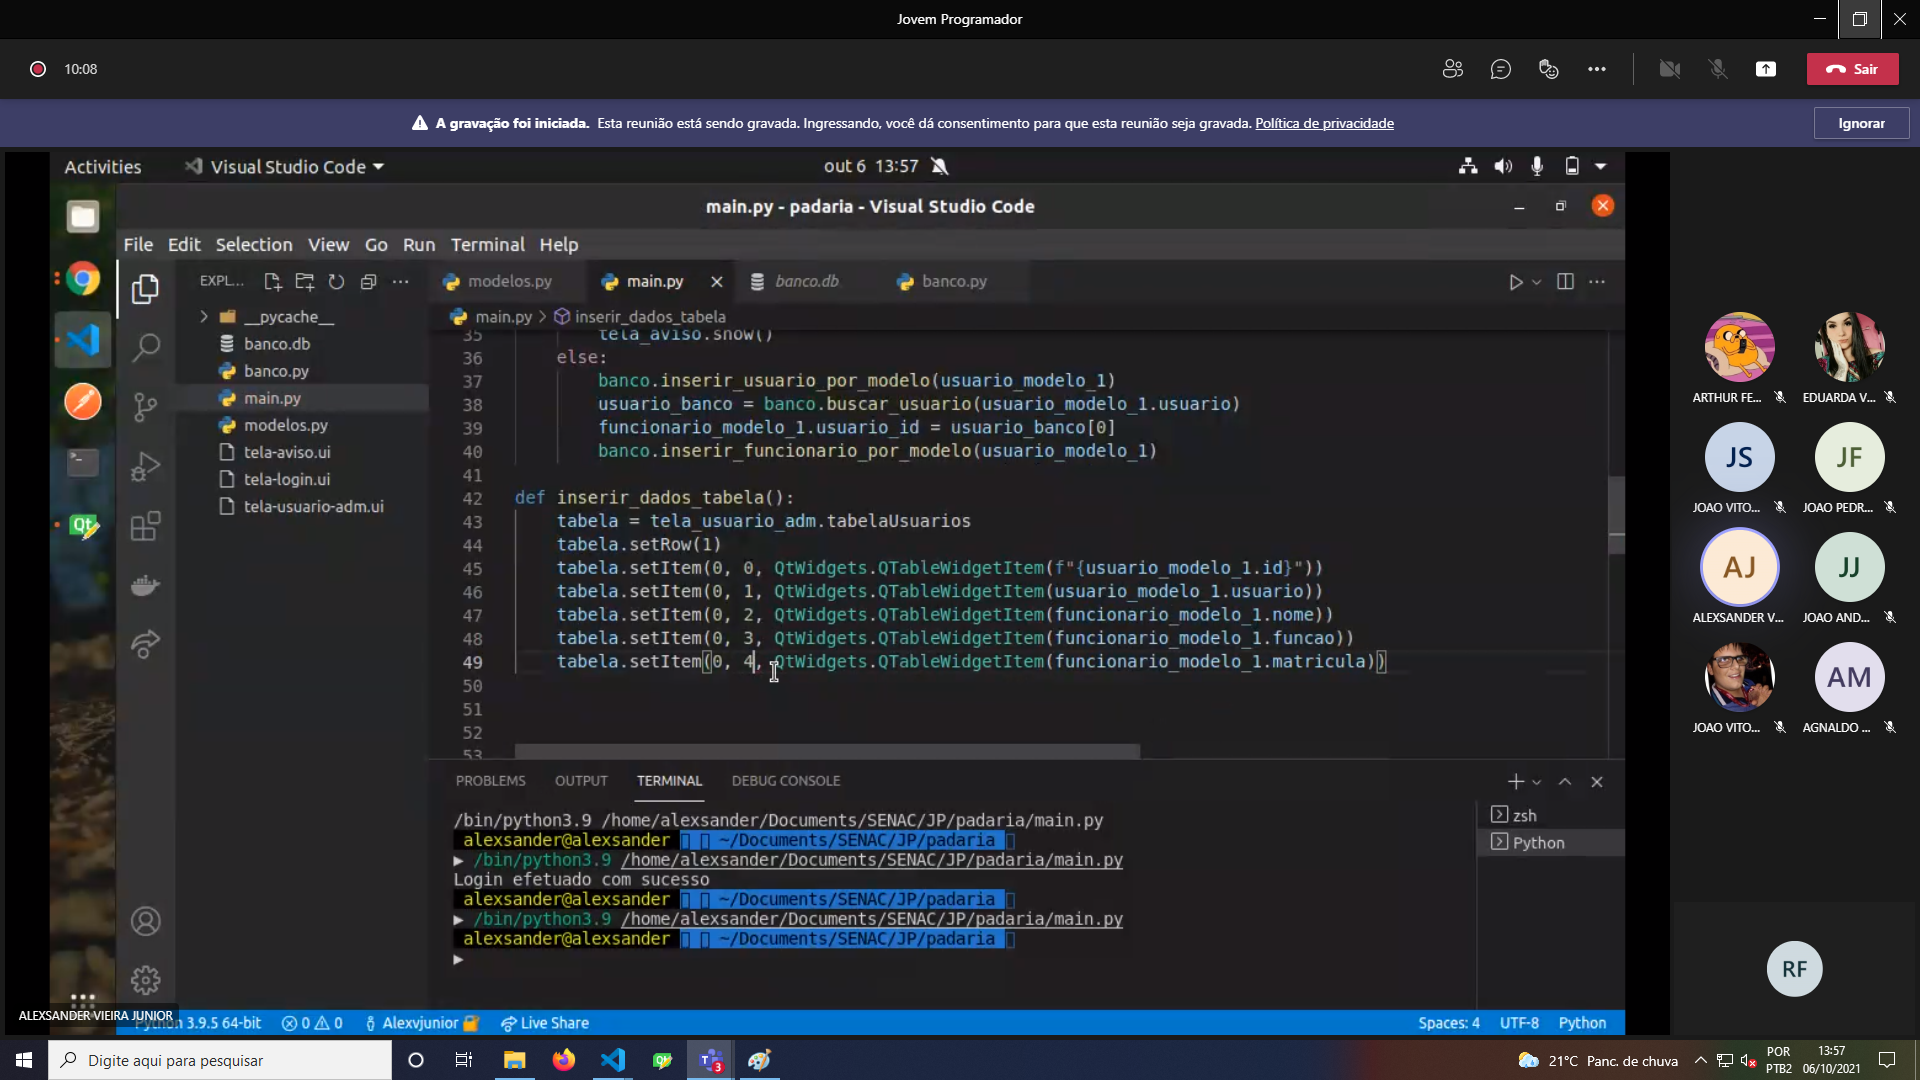 Jovem Programador
10:08
Sair
A gravação foi iniciada. Esta reunião está sendo gravada. Ingressando, você dá consentimento para que esta reunião seja gravada. Política de privacidade
Ignorar
Activities
Visual Studio Code
out 6 13:57
main.py - padaria - Visual Studio Code
File Edit Selection View Go Run Terminal Help
EXPL...
modelos.py
main.py
banco.db
banco.py
__pycache__
banco.db
banco.py
main.py
modelos.py
tela-aviso.ui
tela-login.ui
tela-usuario-adm.ui
main.py > inserir_dados_tabela
35 tela_aviso.show()
36 else:
37 banco.inserir_usuario_por_modelo(usuario_modelo_1)
38 usuario_banco = banco.buscar_usuario(usuario_modelo_1.usuario)
39 funcionario_modelo_1.usuario_id = usuario_banco[0]
40 banco.inserir_funcionario_por_modelo(usuario_modelo_1)
41
42 def inserir_dados_tabela():
43 tabela = tela_usuario_adm.tabelaUsuarios
44 tabela.setRow(1)
45 tabela.setItem(0, 0, QtWidgets.QTableWidgetItem(f"{usuario_modelo_1.id}"))
46 tabela.setItem(0, 1, QtWidgets.QTableWidgetItem(usuario_modelo_1.usuario))
47 tabela.setItem(0, 2, QtWidgets.QTableWidgetItem(funcionario_modelo_1.nome))
48 tabela.setItem(0, 3, QtWidgets.QTableWidgetItem(funcionario_modelo_1.funcao))
49 tabela.setItem(0, 4, QtWidgets.QTableWidgetItem(funcionario_modelo_1.matricula))
50
51
52
53
PROBLEMS OUTPUT TERMINAL DEBUG CONSOLE
/bin/python3.9 /home/alexsander/Documents/SENAC/JP/padaria/main.py
alexsander@alexsander ~/Documents/SENAC/JP/padaria
/bin/python3.9 /home/alexsander/Documents/SENAC/JP/padaria/main.py
Login efetuado com sucesso
alexsander@alexsander ~/Documents/SENAC/JP/padaria
/bin/python3.9 /home/alexsander/Documents/SENAC/JP/padaria/main.py
alexsander@alexsander ~/Documents/SENAC/JP/padaria
zsh
Python
ALEXSANDER VIEIRA JUNIOR
Python 3.9.5 64-bit
0 0
Alexvjunior
Live Share
Spaces: 4 UTF-8 Python
ARTHUR FE...
EDUARDA V...
JS
JOAO VITO...
JF
JOAO PEDR...
AJ
ALEXSANDER V...
JJ
JOAO AND...
JOAO VITO...
AM
AGNALDO ...
RF
Digite aqui para pesquisar
Qt
3
21°C Panc. de chuva
POR
PTB2
13:57
06/10/2021